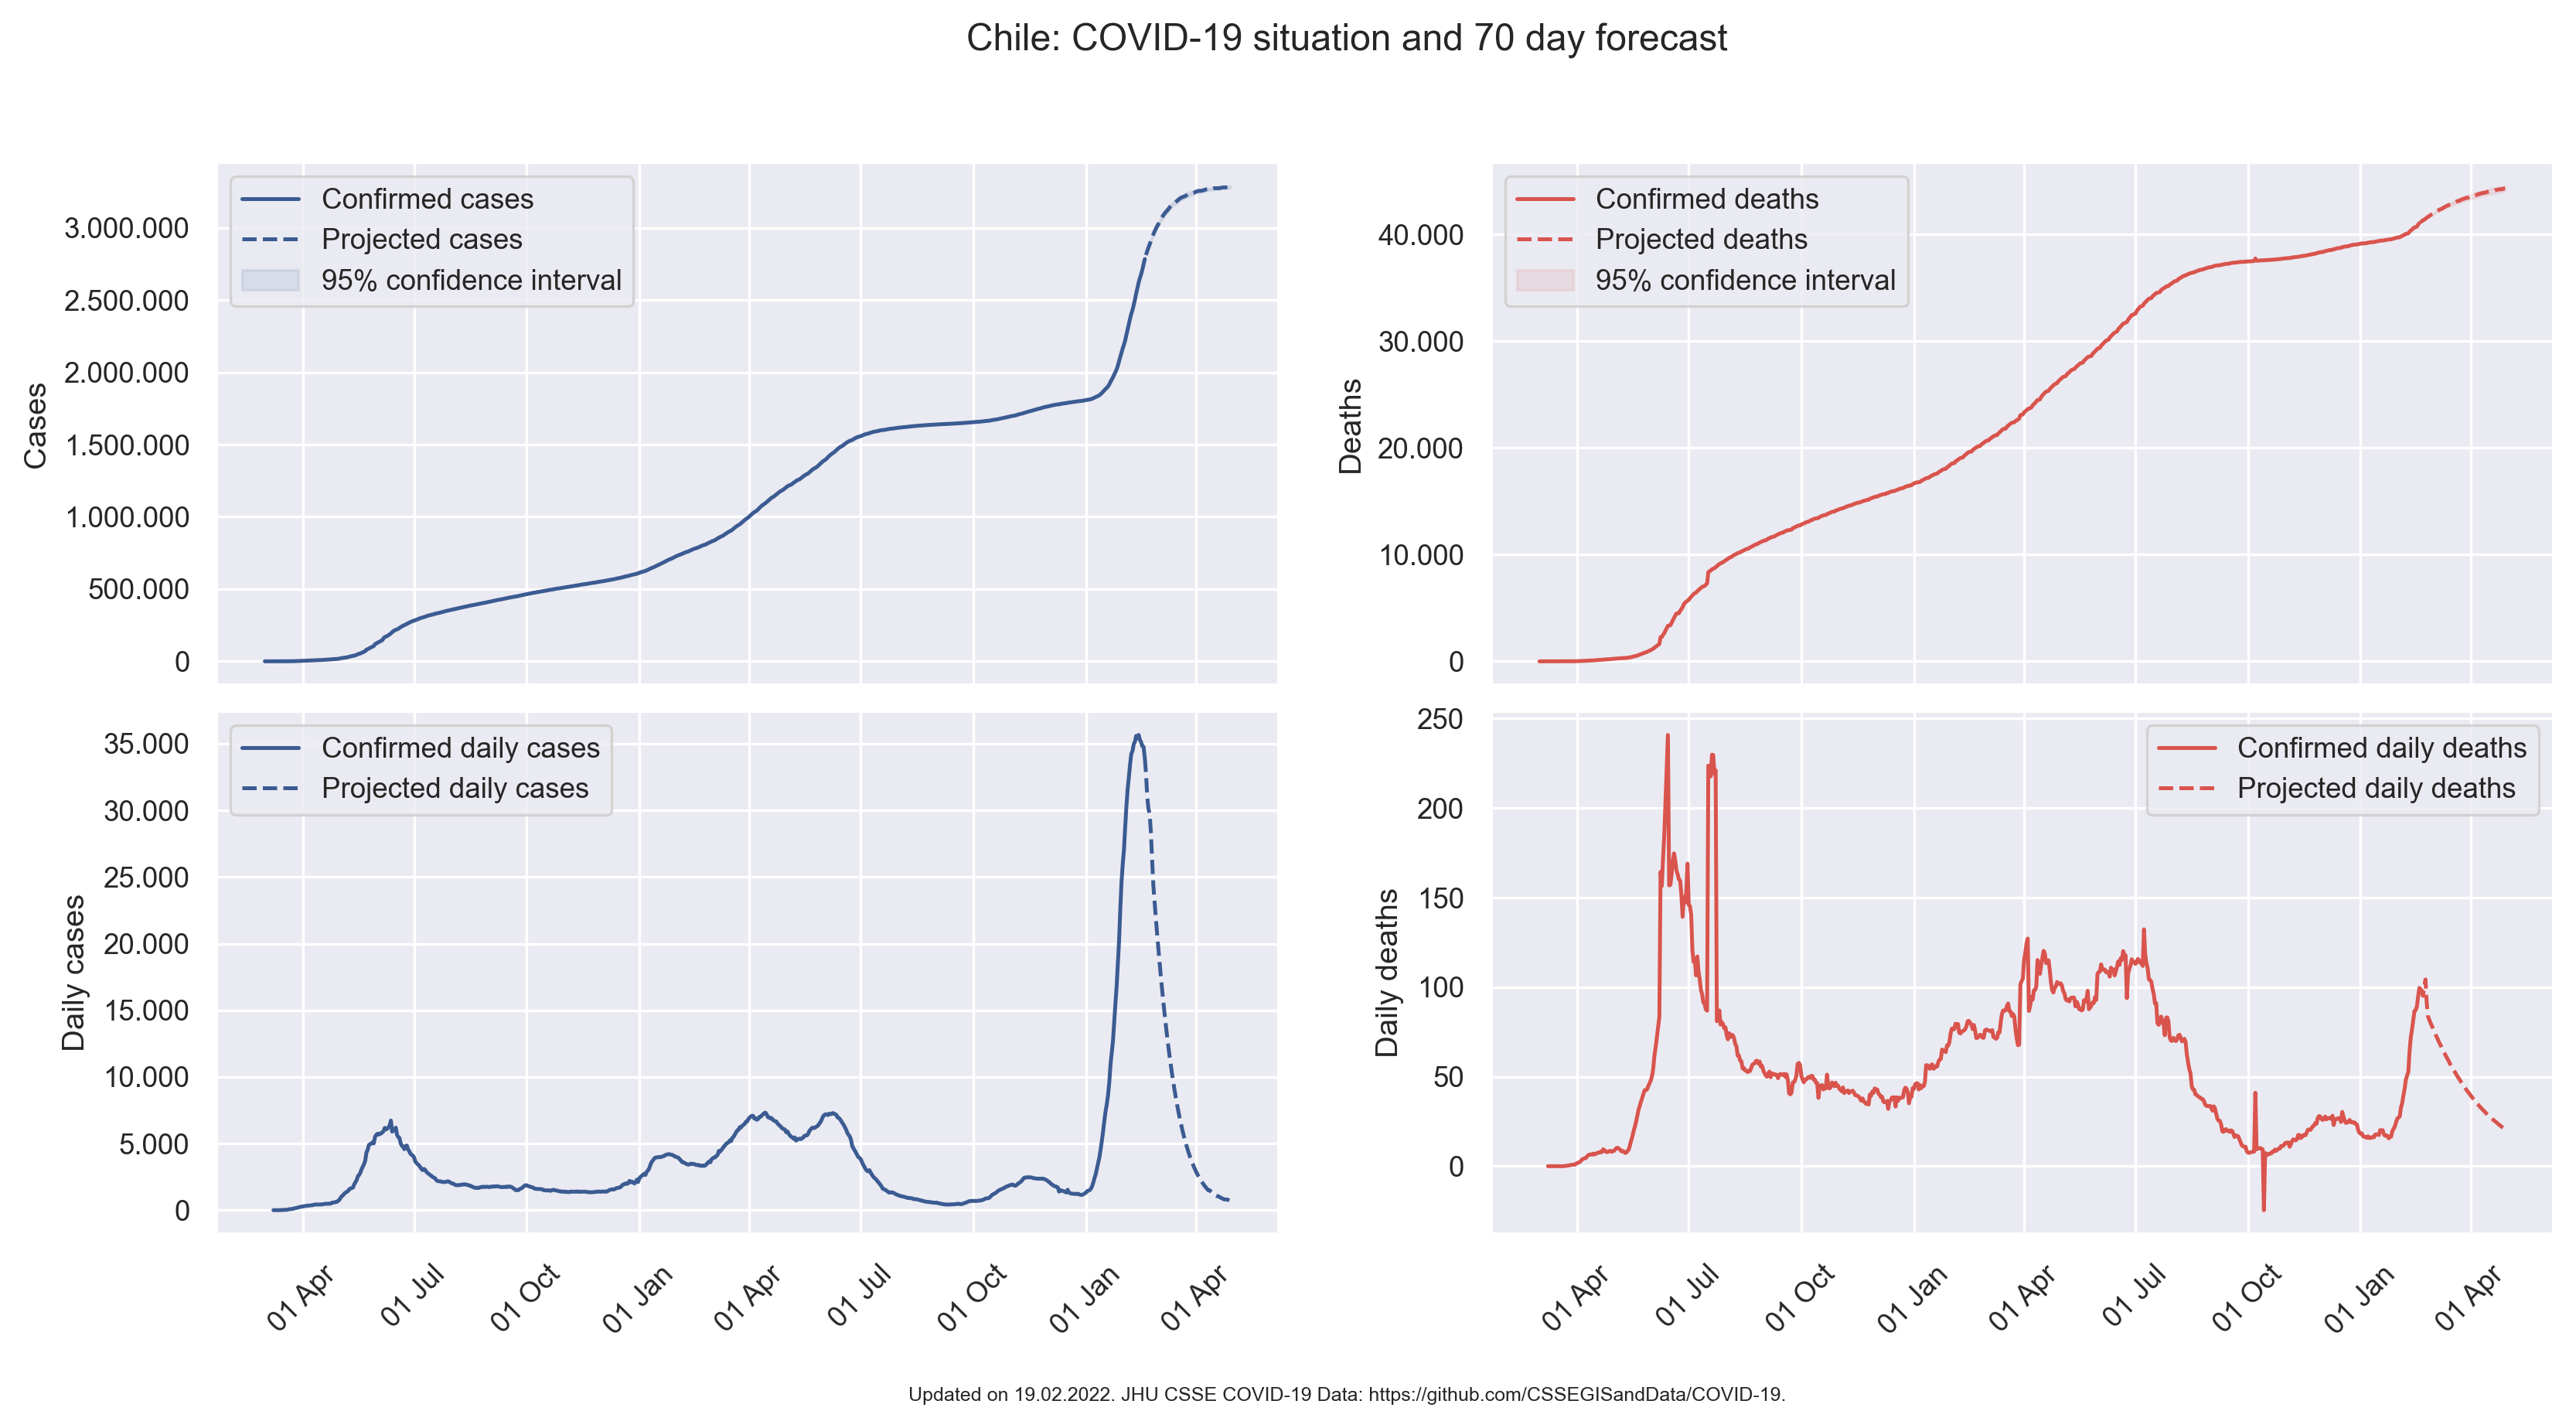 Chile: COVID-19 situation and 70 day forecast
Confirmed cases
Projected cases
95% confidence interval
3.000.000
2.500.000
2.000.000
1.500.000
1.000.000
500.000
0
Cases
Confirmed deaths
Projected deaths
95% confidence interval
40.000
30.000
20.000
10.000
0
Deaths
Confirmed daily cases
Projected daily cases
35.000
30.000
25.000
20.000
15.000
10.000
5.000
0
Daily cases
01 Apr
01 Jul
01 Oct
01 Jan
01 Apr
01 Jul
01 Oct
01 Jan
01 Apr
Confirmed daily deaths
Projected daily deaths
250
200
150
100
50
0
Daily deaths
01 Apr
01 Jul
01 Oct
01 Jan
01 Apr
01 Jul
01 Oct
01 Jan
01 Apr
Updated on 19.02.2022. JHU CSSE COVID-19 Data: https://github.com/CSSEGISandData/COVID-19.